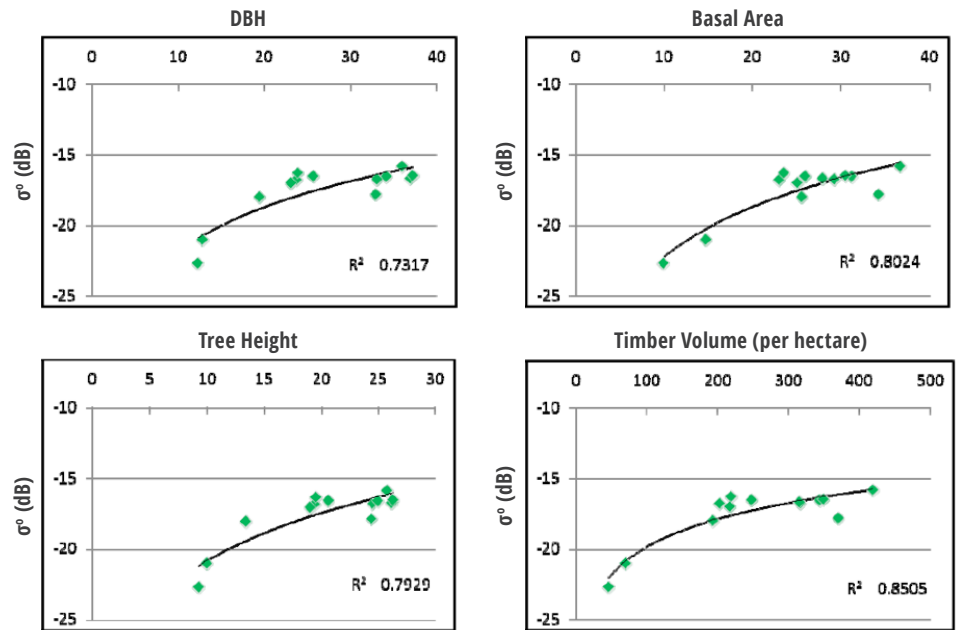 DBH
0 10 20 30 40
-10
-15
-20
-25
σ° (dB)
R² 0.7317
Basal Area
0 10 20 30 40
-10
-15
-20
-25
σ° (dB)
R² 0.8024
Tree Height
0 5 10 15 20 25 30
-10
-15
-20
-25
σ° (dB)
R² 0.7929
Timber Volume (per hectare)
0 100 200 300 400 500
-10
-15
-20
-25
σ° (dB)
R² 0.8505